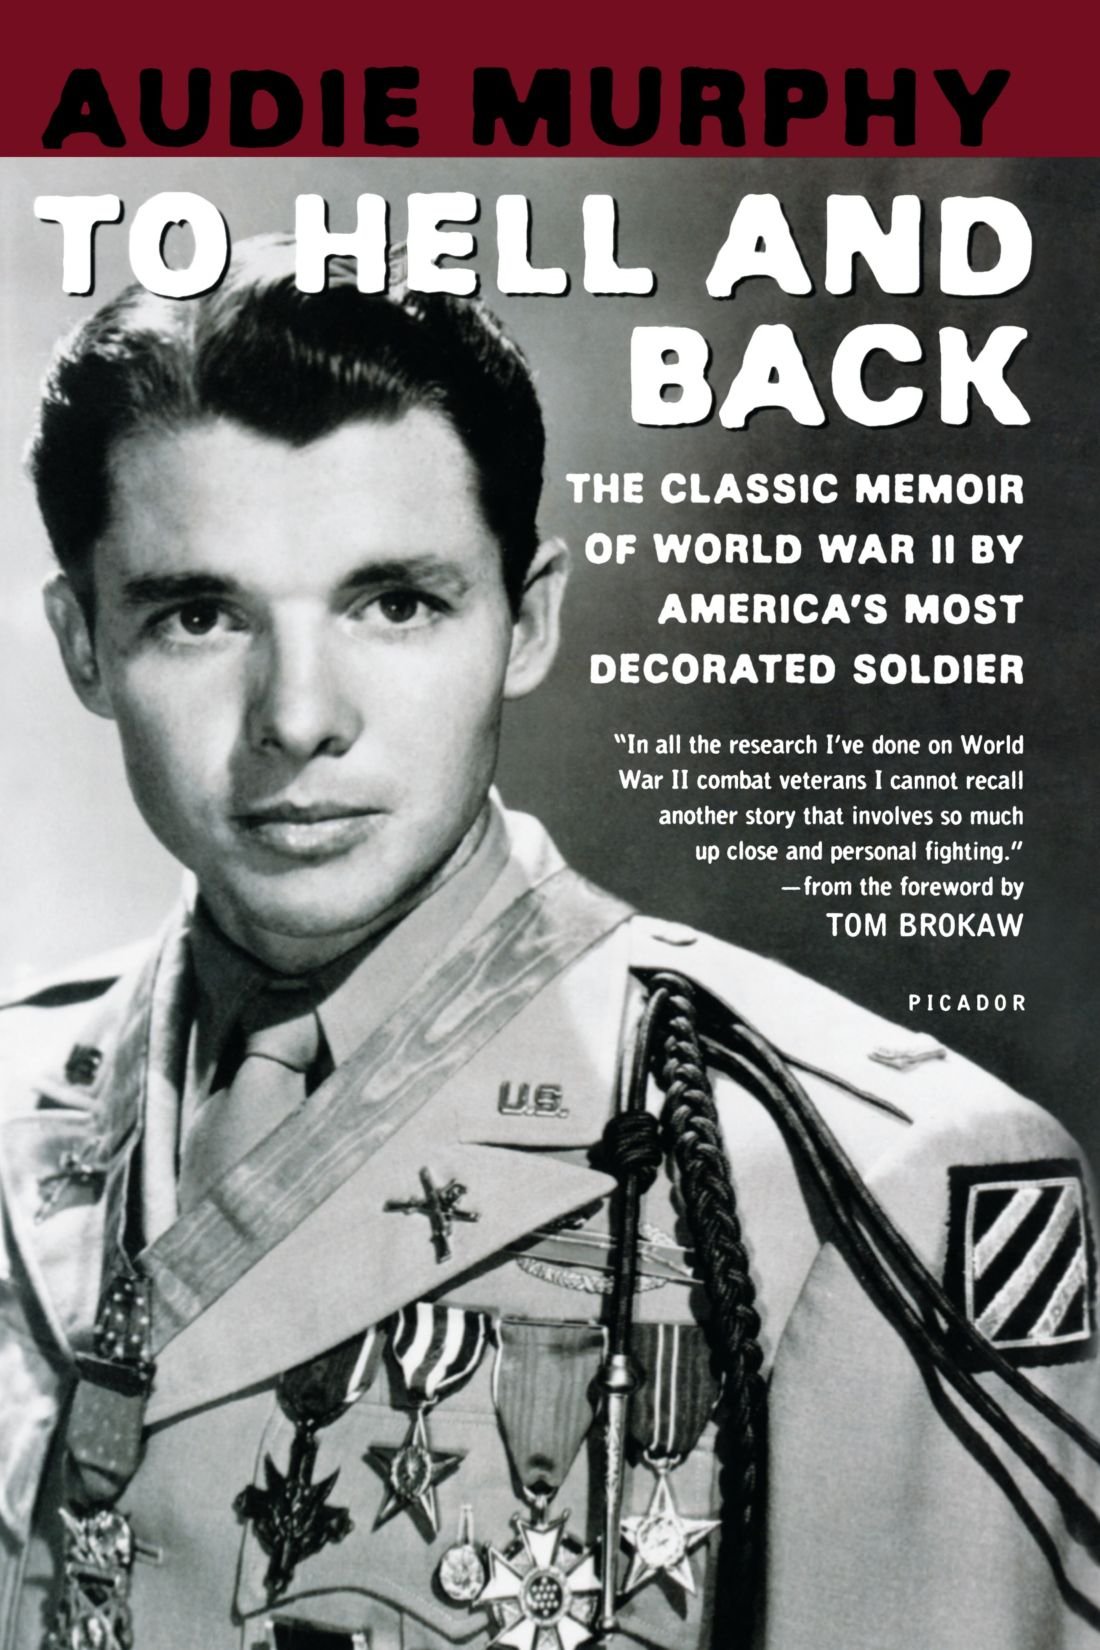 AUDIE MURPHY
TO HELL AND
BACK
THE CLASSIC MEMOIR
OF WORLD WAR II BY
AMERICA'S MOST
DECORATED SOLDIER
“In all the research I've done on World
War II combat veterans I cannot recall
another story that involves so much
up close and personal fighting.”
—from the foreword by
TOM BROKAW
PICADOR
U.S.